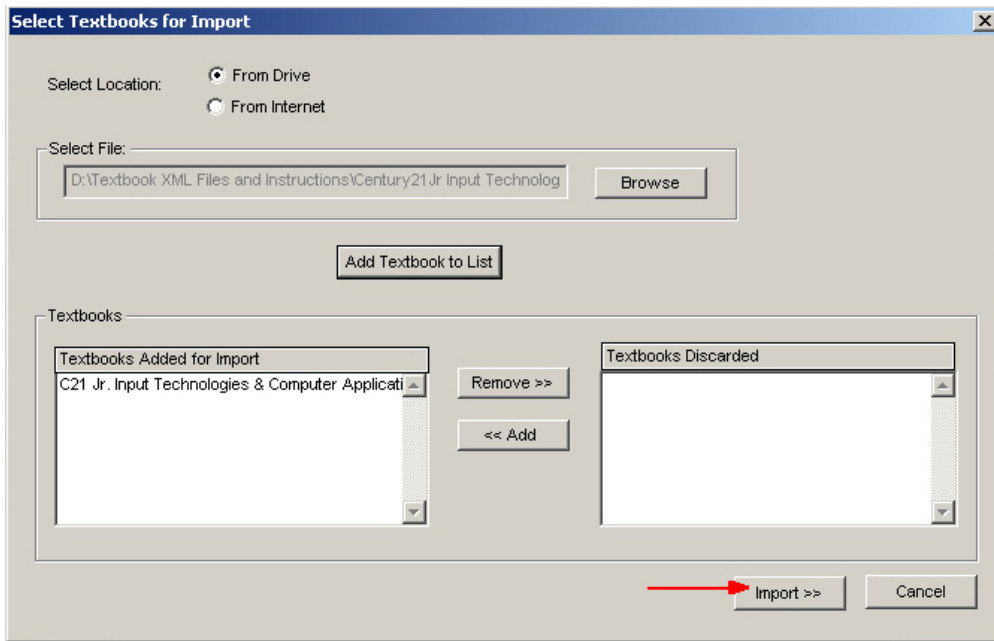 Select Textbooks for Import
Select Location:
From Drive
From Internet
Select File:
D:\Textbook XML Files and Instructions\Century21Jr Input Technolog
Browse
Add Textbook to List
Textbooks
Textbooks Added for Import
C21 Jr. Input Technologies & Computer Applicati
Remove >>
<< Add
Textbooks Discarded
Import >>
Cancel